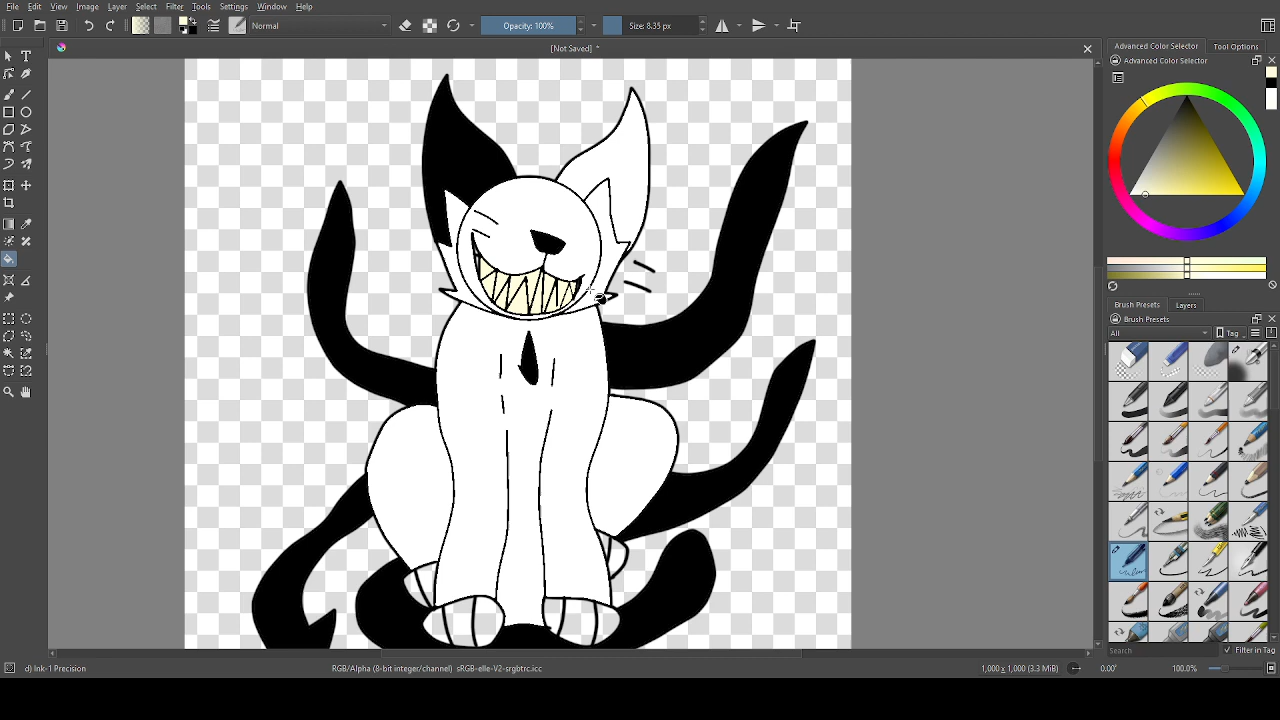 File Edit View Image Layer Select Filter Tools Settings Window Help
Normal Opacity: 100% Size: 8.35 px
[Not Saved] *
Advanced Color Selector Tool Options
Advanced Color Selector
Brush Presets Layers
Brush Presets
All Tag
Search Filter in Tag
d) Ink-1 Precision RGB/Alpha (8-bit integer/channel) sRGB-elle-V2-srgbtrc.icc 1,000 x 1,000 (3.3 MiB) 0.00° 100.0%